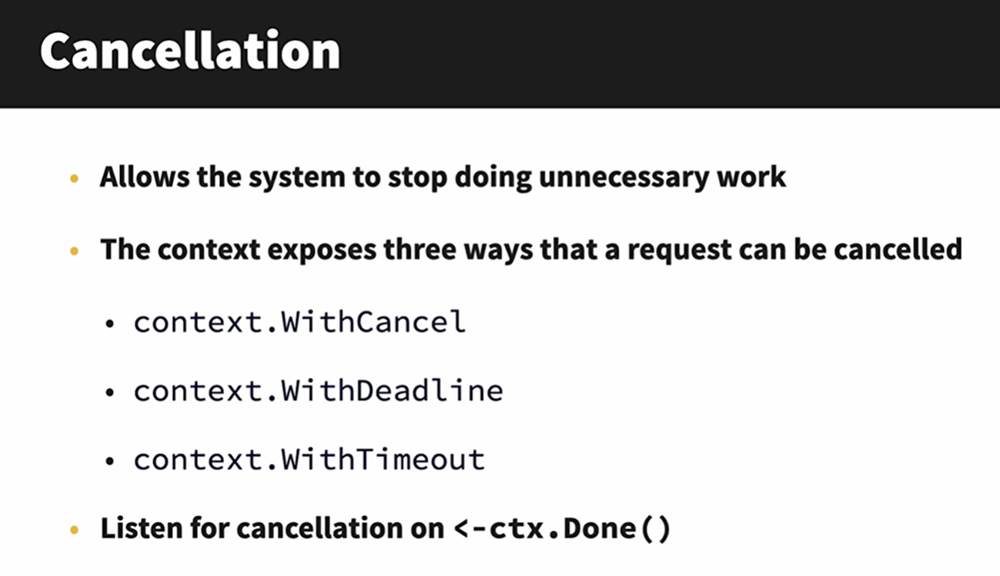 Cancellation
• Allows the system to stop doing unnecessary work
• The context exposes three ways that a request can be cancelled
• context.WithCancel
• context.WithDeadline
• context.WithTimeout
• Listen for cancellation on <-ctx.Done()